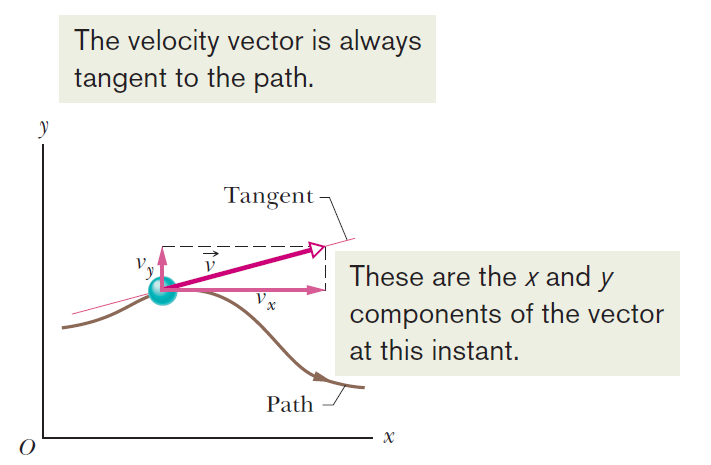 The velocity vector is always
tangent to the path.
y
Tangent
v_y
v⃗
v_x
These are the x and y
components of the vector
at this instant.
Path
x
O